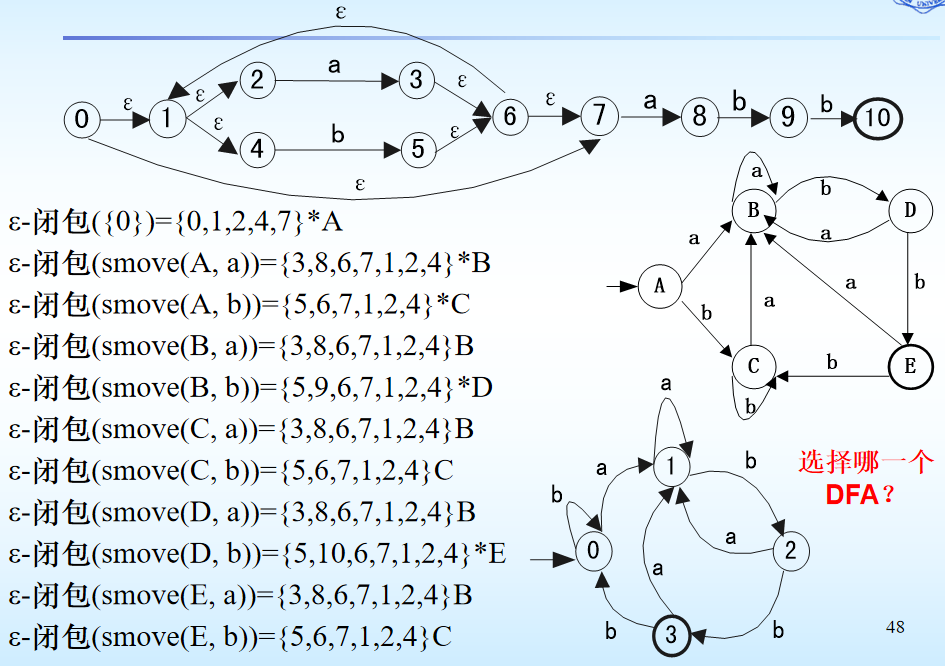 ε
0 ε 1 ε 2 a 3 ε 6 ε 7 a 8 b 9 b 10
ε 4 b 5 ε
ε
ε-闭包({0})={0,1,2,4,7}*A
ε-闭包(smove(A, a))={3,8,6,7,1,2,4}*B
ε-闭包(smove(A, b))={5,6,7,1,2,4}*C
ε-闭包(smove(B, a))={3,8,6,7,1,2,4}B
ε-闭包(smove(B, b))={5,9,6,7,1,2,4}*D
ε-闭包(smove(C, a))={3,8,6,7,1,2,4}B
ε-闭包(smove(C, b))={5,6,7,1,2,4}C
ε-闭包(smove(D, a))={3,8,6,7,1,2,4}B
ε-闭包(smove(D, b))={5,10,6,7,1,2,4}*E
ε-闭包(smove(E, a))={3,8,6,7,1,2,4}B
ε-闭包(smove(E, b))={5,6,7,1,2,4}C
a
b
B D
a a
A a a b
b
C b E
b
a
1 b
a
b
0 a 2
a
b 3 b
选择哪一个
DFA？
48